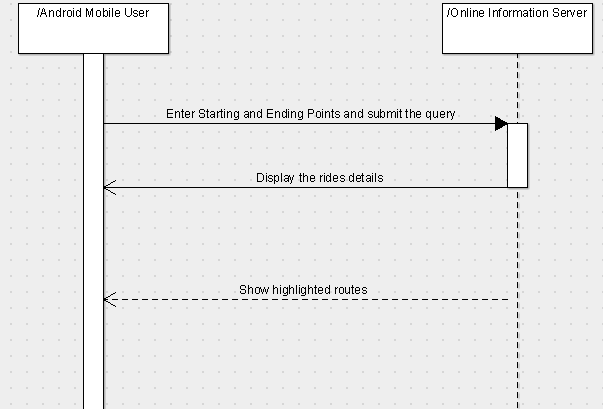 /Android Mobile User
/Online Information Server
Enter Starting and Ending Points and submit the query
Display the rides details
Show highlighted routes